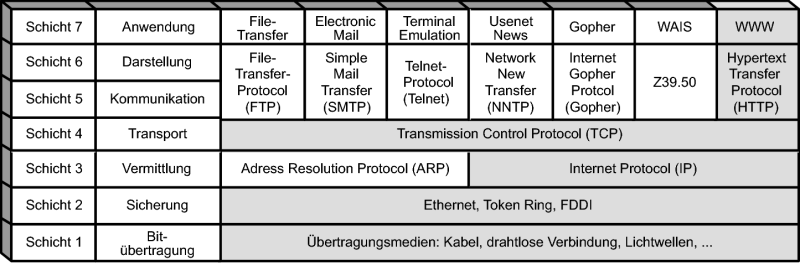 Schicht 7
Anwendung
File-
Transfer
Electronic
Mail
Terminal
Emulation
Usenet
News
Gopher
WAIS
WWW
Schicht 6
Darstellung
Schicht 5
Kommunikation
File-
Transfer-
Protocol
(FTP)
Simple
Mail
Transfer
(SMTP)
Telnet-
Protocol
(Telnet)
Network
New
Transfer
(NNTP)
Internet
Gopher
Protcol
(Gopher)
Z39.50
Hypertext
Transfer
Protocol
(HTTP)
Schicht 4
Transport
Transmission Control Protocol (TCP)
Schicht 3
Vermittlung
Adress Resolution Protocol (ARP)
Internet Protocol (IP)
Schicht 2
Sicherung
Ethernet, Token Ring, FDDI
Schicht 1
Bit-
übertragung
Übertragungsmedien: Kabel, drahtlose Verbindung, Lichtwellen, ...